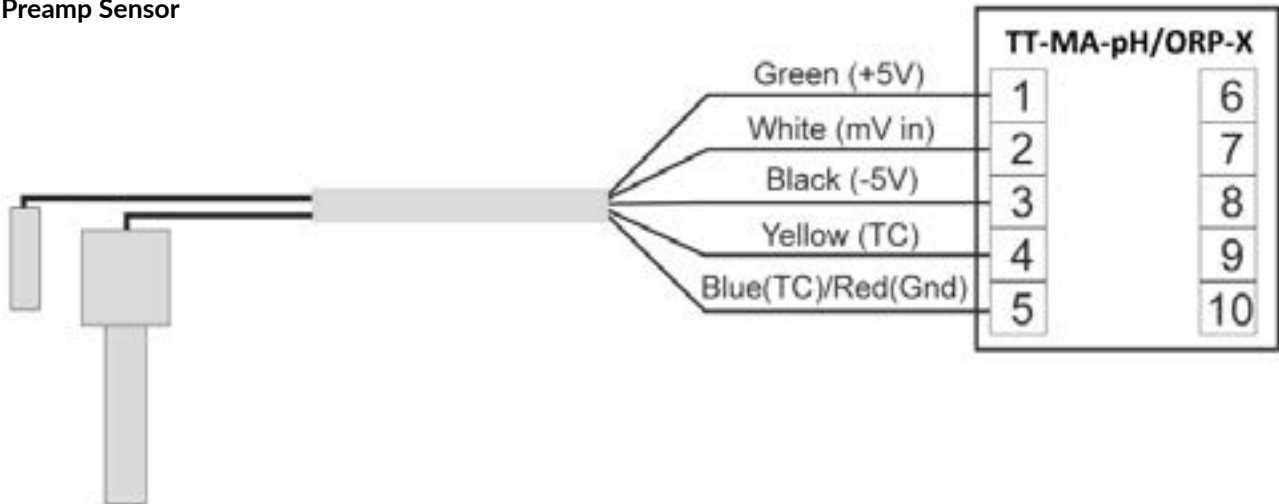 Preamp Sensor
TT-MA-pH/ORP-X
Green (+5V)
1
6
White (mV in)
2
7
Black (-5V)
3
8
Yellow (TC)
4
9
Blue(TC)/Red(Gnd)
5
10